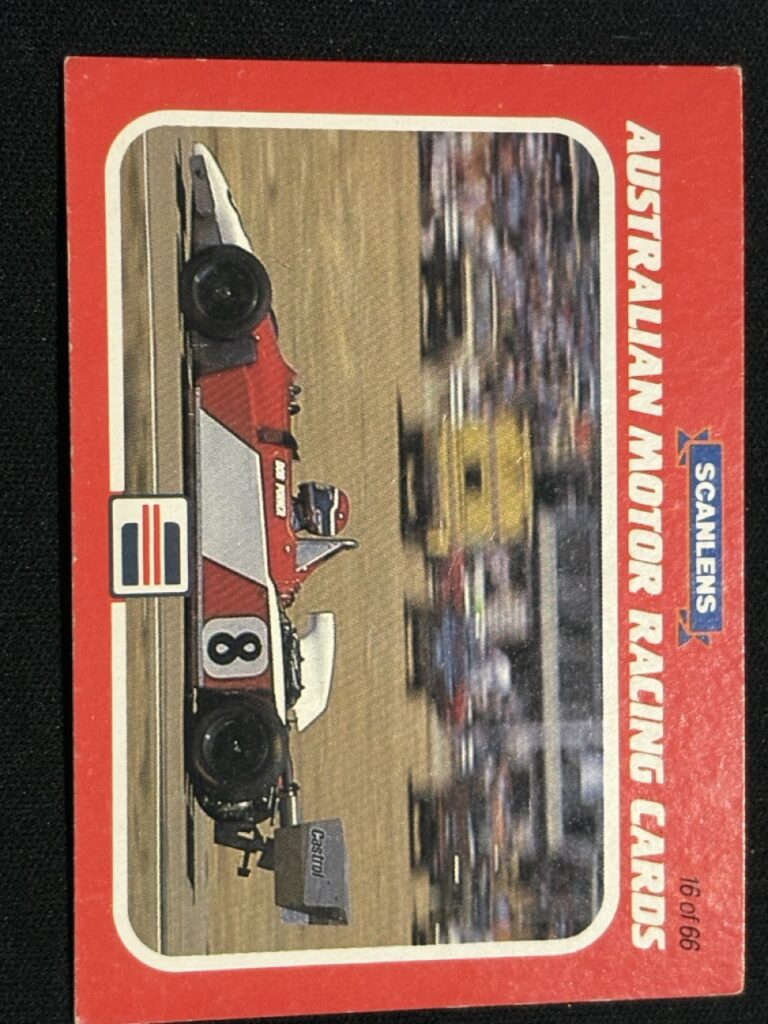 SCANLENS
16 of 66
AUSTRALIAN MOTOR RACING CARDS
8
Castrol